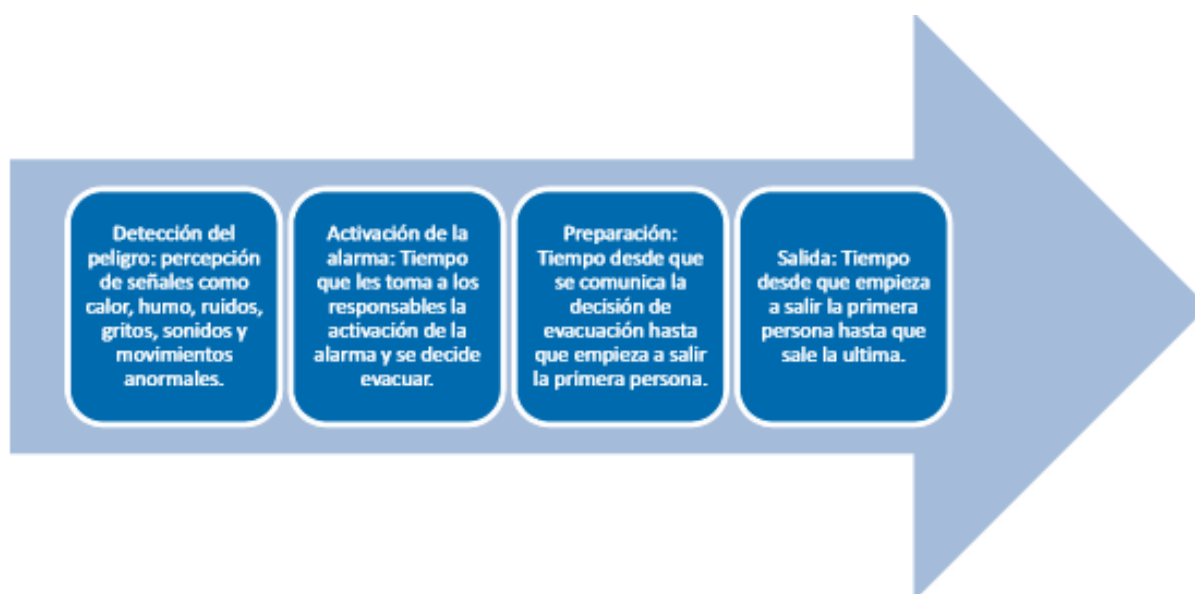 Detección del
peligro: percepción
de señales como
calor, humo, ruidos,
gritos, sonidos y
movimientos
anormales.
Activación de la
alarma: Tiempo
que les toma a los
responsables la
activación de la
alarma y se decide
evacuar.
Preparación:
Tiempo desde que
se comunica la
decisión de
evacuación hasta
que empieza a salir
la primera persona.
Salida: Tiempo
desde que empieza
a salir la primera
persona hasta que
sale la ultima.